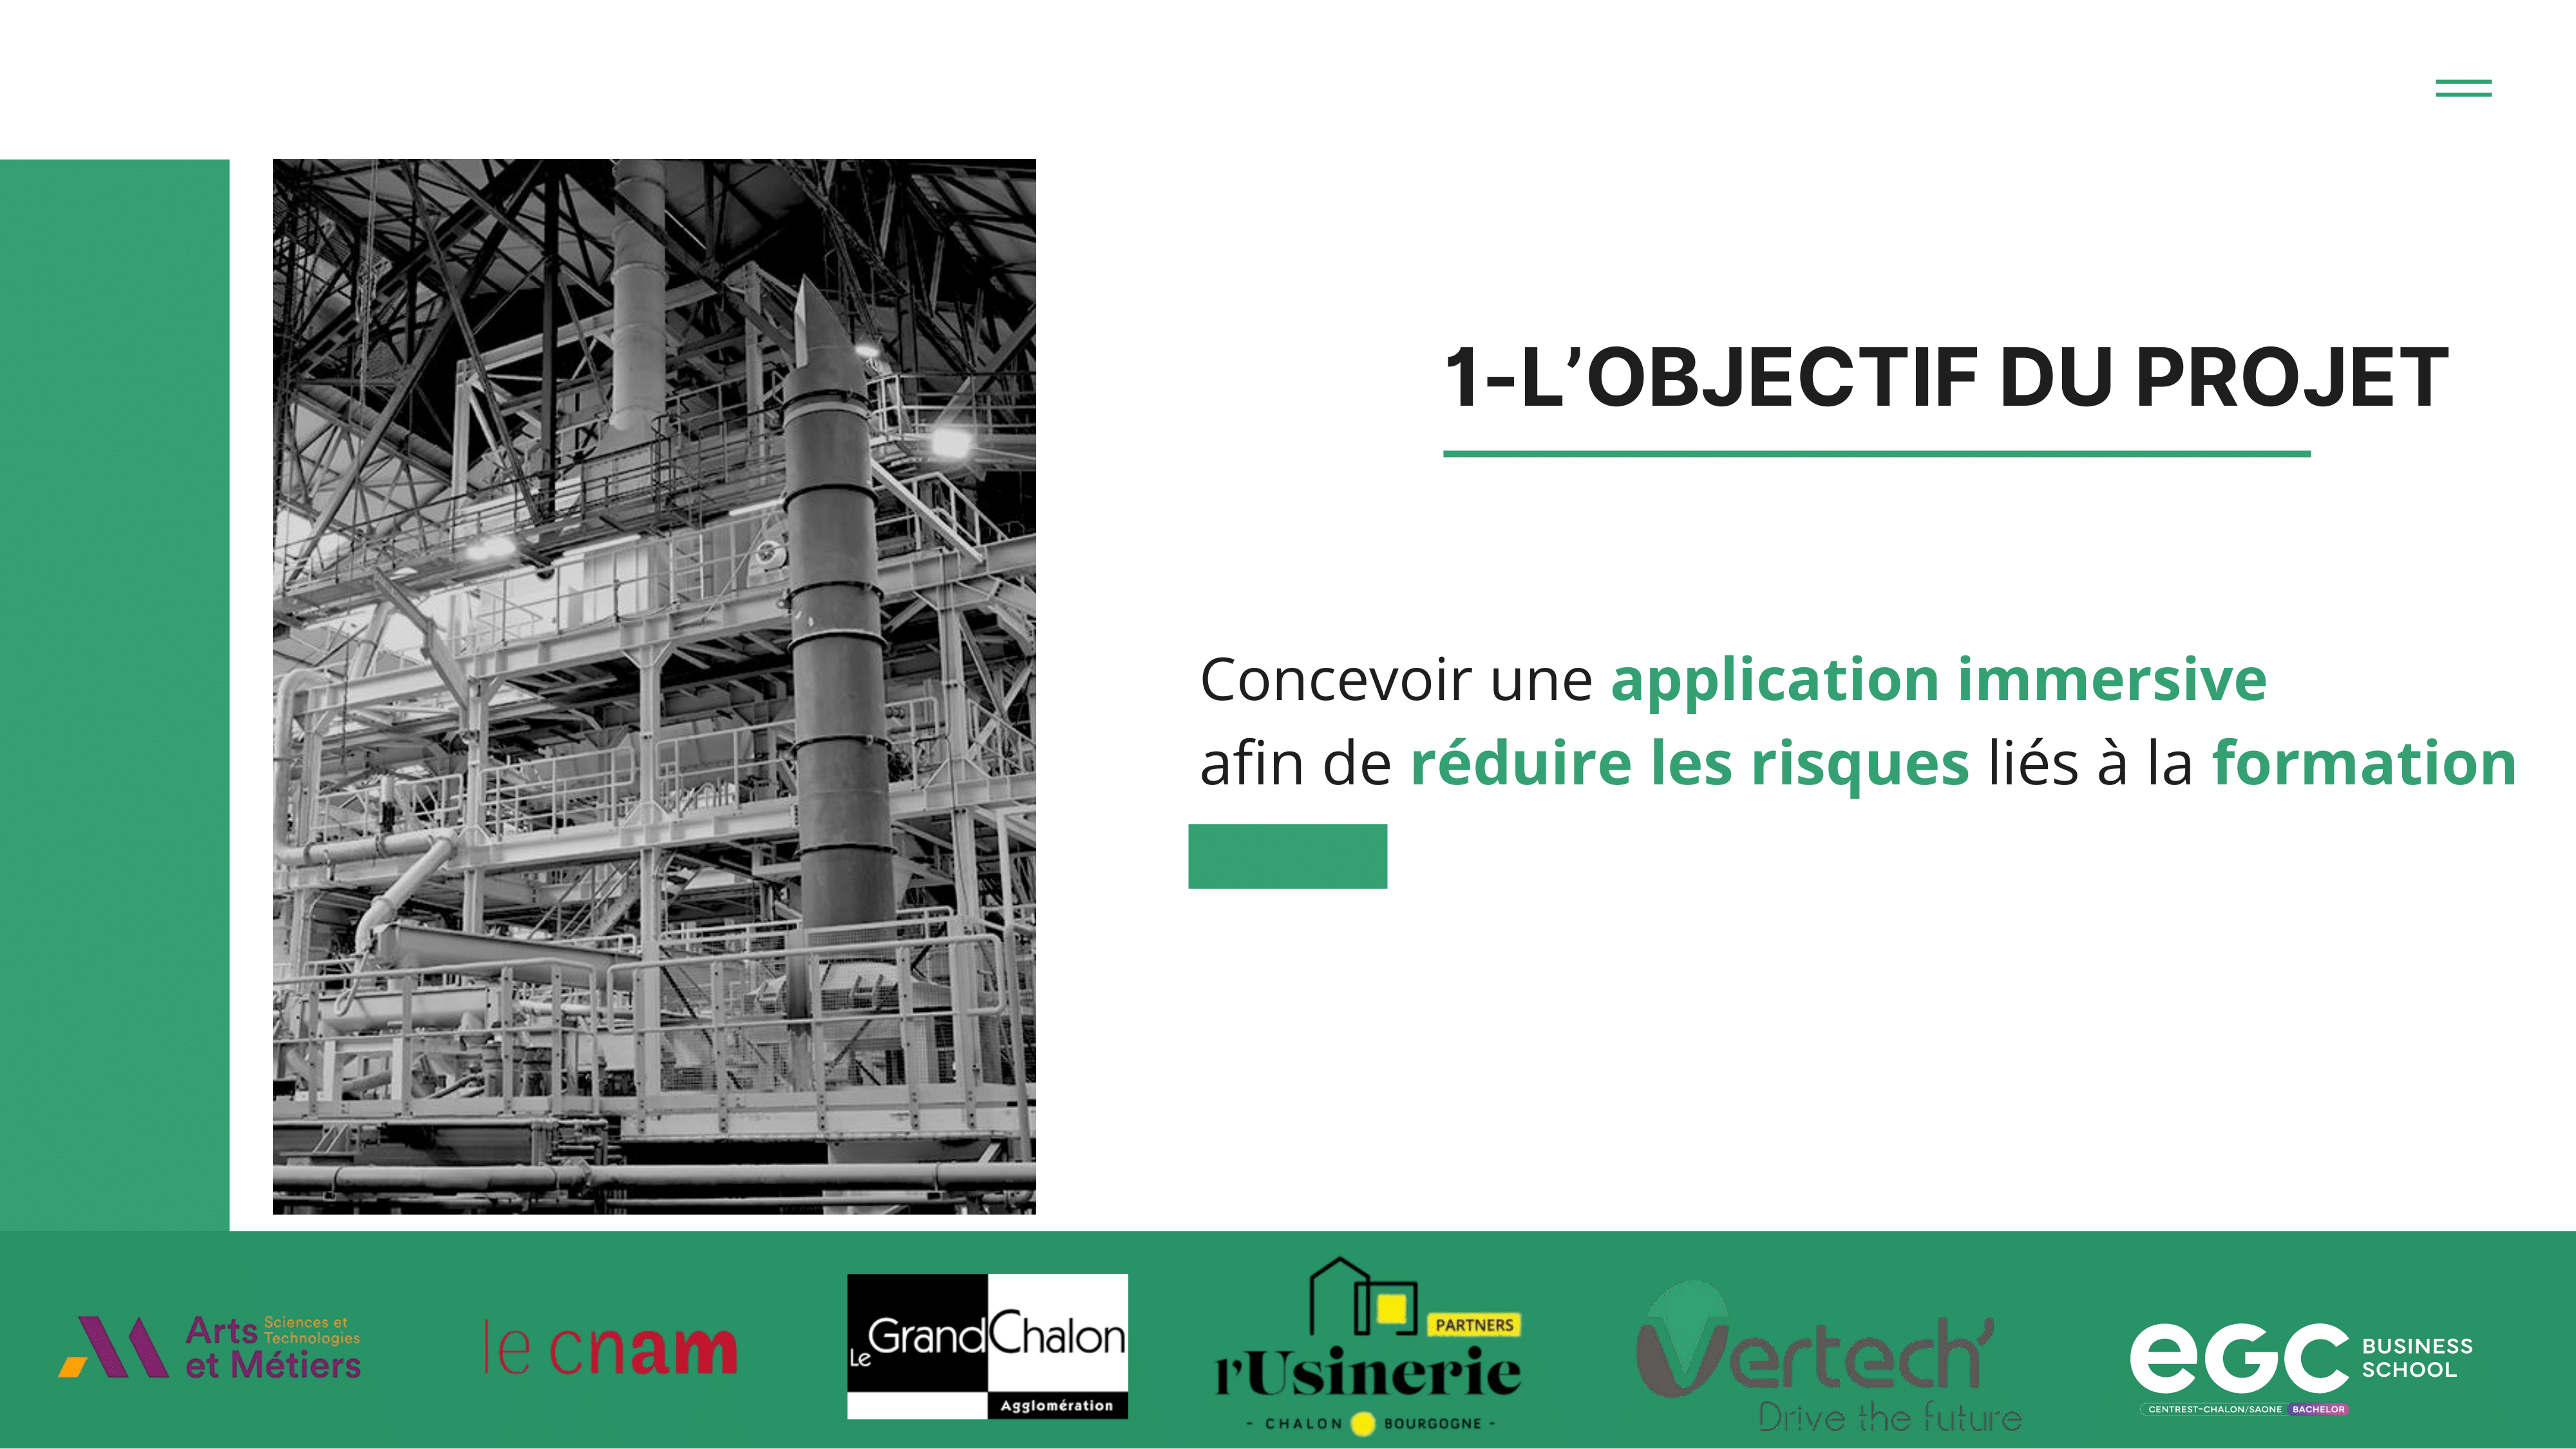 1-L’OBJECTIF DU PROJET
Concevoir une application immersive
afin de réduire les risques liés à la formation
Arts
et Métiers
Sciences et
Technologies
le cnam
Le GrandChalon
Agglomération
PARTNERS
l'Usinerie
- CHALON BOURGOGNE -
Vertech'
Drive the future
egc BUSINESS
SCHOOL
CENTREST-CHALON/SAONE BACHELOR